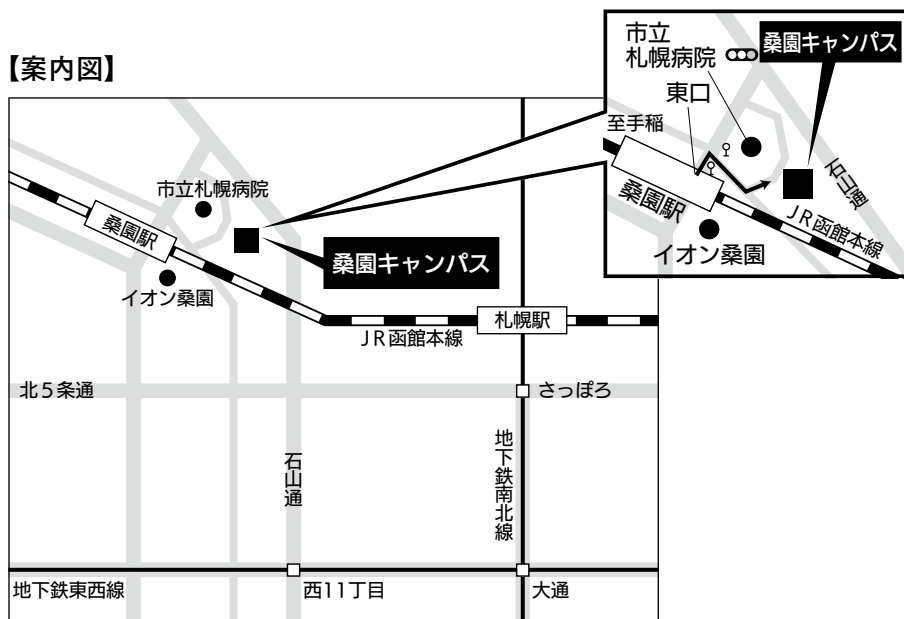 【案内図】
市立
札幌病院
桑園キャンパス
東口
至手稲
石山通
桑園駅
JR函館本線
イオン桑園
市立札幌病院
桑園駅
桑園キャンパス
イオン桑園
札幌駅
JR函館本線
北5条通
さっぽろ
地下鉄南北線
石山通
地下鉄東西線
西11丁目
大通